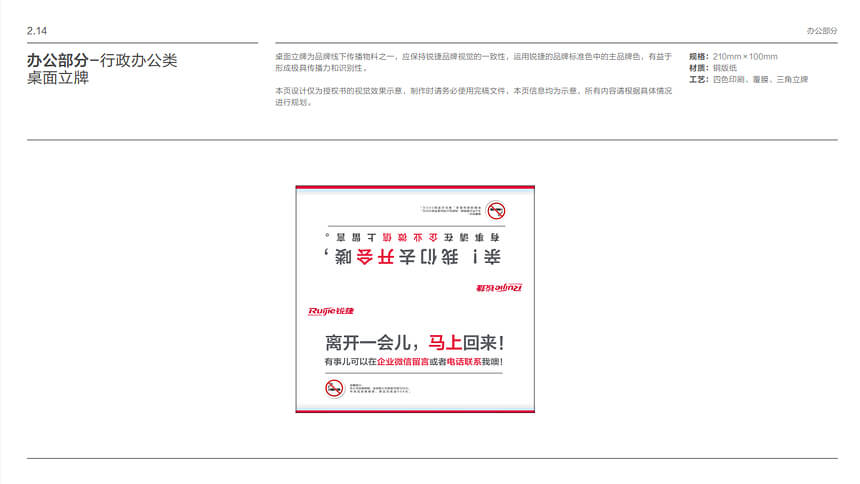 2.14
办公部分
办公部分-行政办公类
桌面立牌
桌面立牌为品牌线下传播物料之一，应保持锐捷品牌视觉的一致性，运用锐捷的品牌标准色中的主品牌色，有益于
形成极具传播力和识别性。
本页设计仅为授权书的视觉效果示意，制作时请务必使用完稿文件，本页信息均为示意，所有内容请根据具体情况
进行规划。
规格：210mm×100mm
材质：铜版纸
工艺：四色印刷、覆膜、三角立牌
亲！我们去开会喽，
有事请在企业微信上留言。
Ruijie锐捷
Ruijie锐捷
离开一会儿，马上回来！
有事儿可以在企业微信留言或者电话联系我噢！